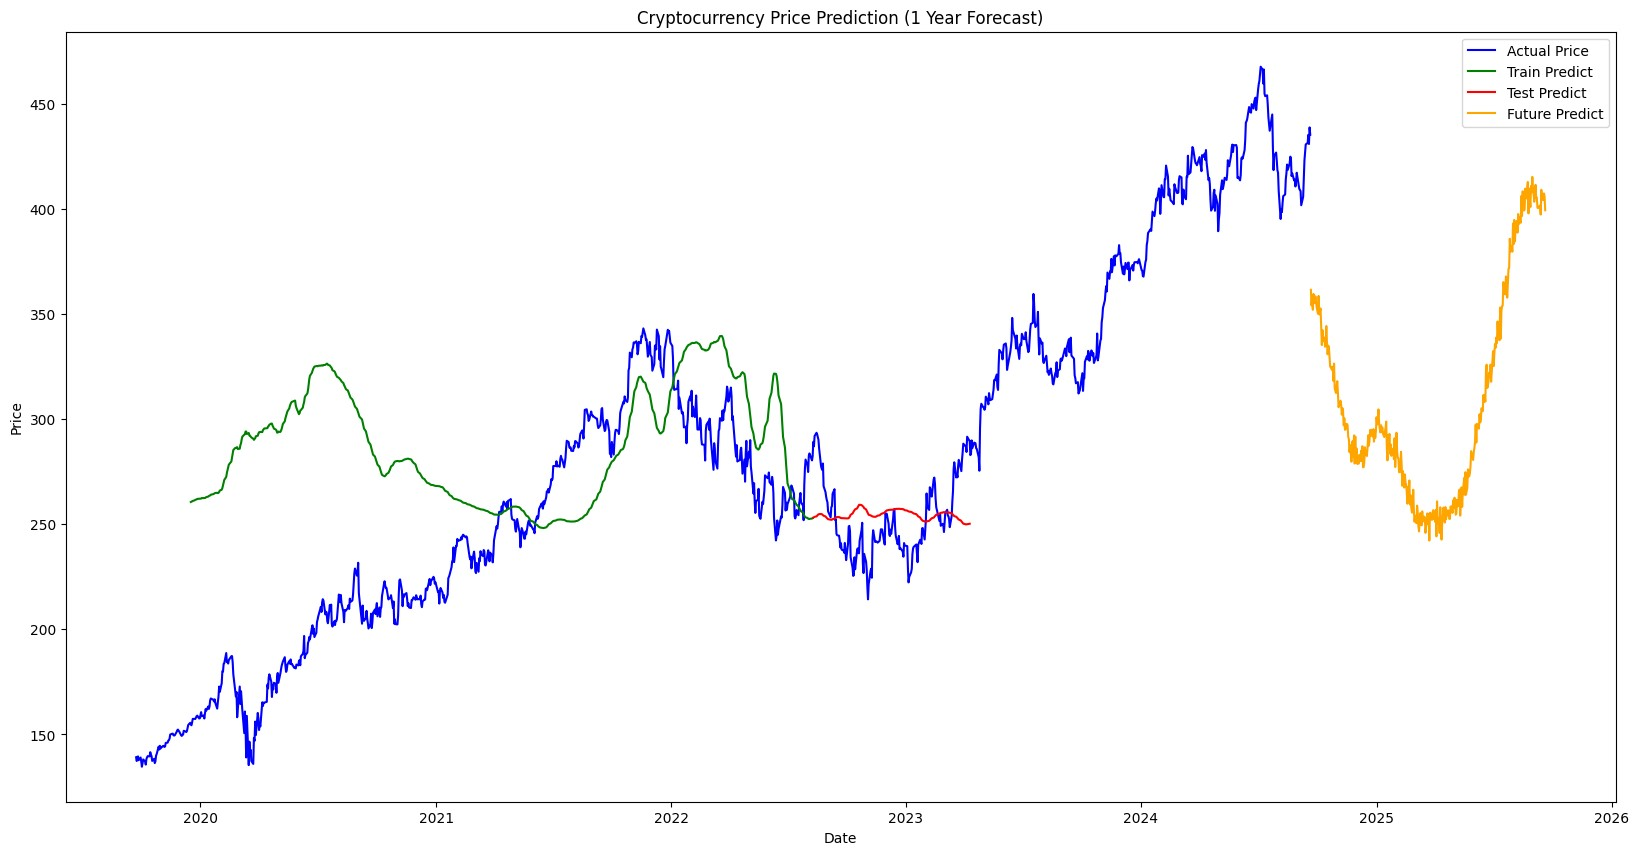 Cryptocurrency Price Prediction (1 Year Forecast)
Actual Price
Train Predict
Test Predict
Future Predict
Price
450
400
350
300
250
200
150
2020
2021
2022
2023
2024
2025
2026
Date